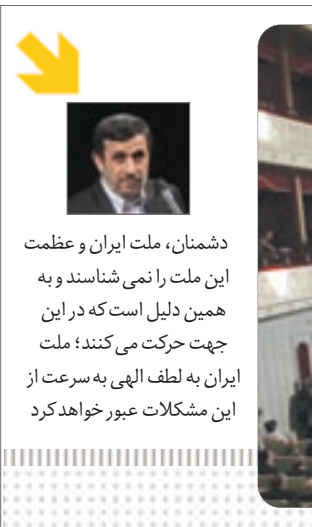 دشمنان، ملت ایران و عظمت
این ملت را نمی شناسند و به
همین دلیل است که در این
جهت حرکت می کنند؛ ملت
ایران به لطف الهی به سرعت از
این مشکلات عبور خواهد کرد